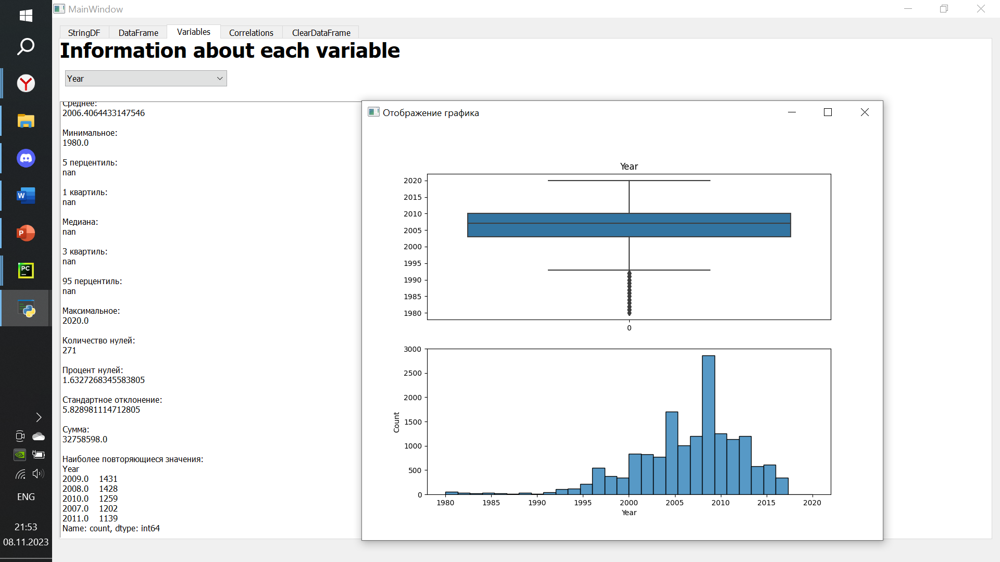 MainWindow
StringDF
DataFrame
Variables
Correlations
ClearDataFrame
Information about each variable
Year
Среднее:
2006.4064433147546
Минимальное:
1980.0
5 перцентиль:
nan
1 квартиль:
nan
Медиана:
nan
3 квартиль:
nan
95 перцентиль:
nan
Максимальное:
2020.0
Количество нулей:
271
Процент нулей:
1.6327268345583805
Стандартное отклонение:
5.828981114712805
Сумма:
32758598.0
Наиболее повторяющиеся значения:
Year
2009.0 1431
2008.0 1428
2010.0 1259
2007.0 1202
2011.0 1139
Name: count, dtype: int64
Отображение графика
Year
2020
2015
2010
2005
2000
1995
1990
1985
1980
0
3000
2500
2000
1500
1000
500
0
Count
1980 1985 1990 1995 2000 2005 2010 2015 2020
Year
W
P
PC
ENG
21:53
08.11.2023